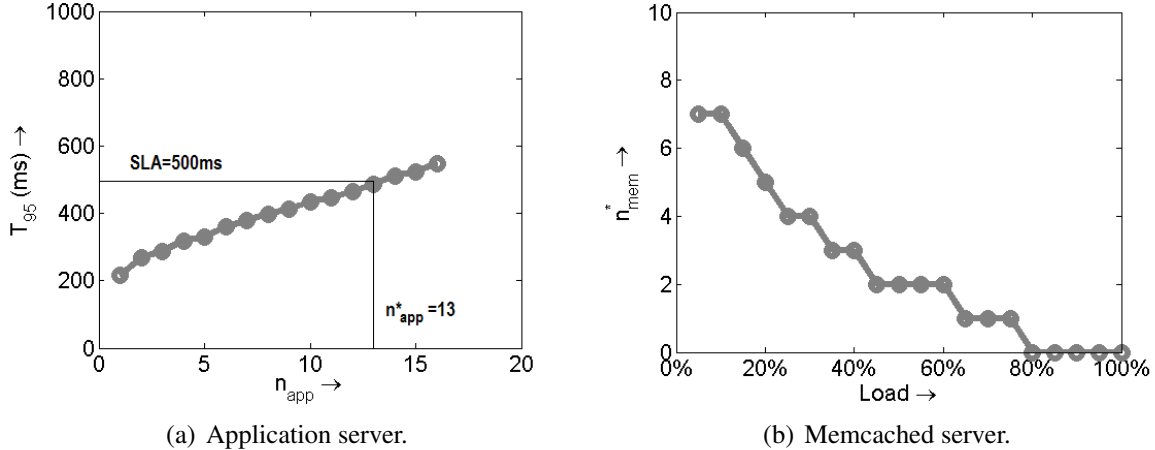 1000
800
600
400
200
0
T95 (ms) →
SLA=500ms
n*app =13
0 5 10 15 20
napp →
(a) Application server.
10
8
6
4
2
0
n*mem →
0% 20% 40% 60% 80% 100%
Load →
(b) Memcached server.